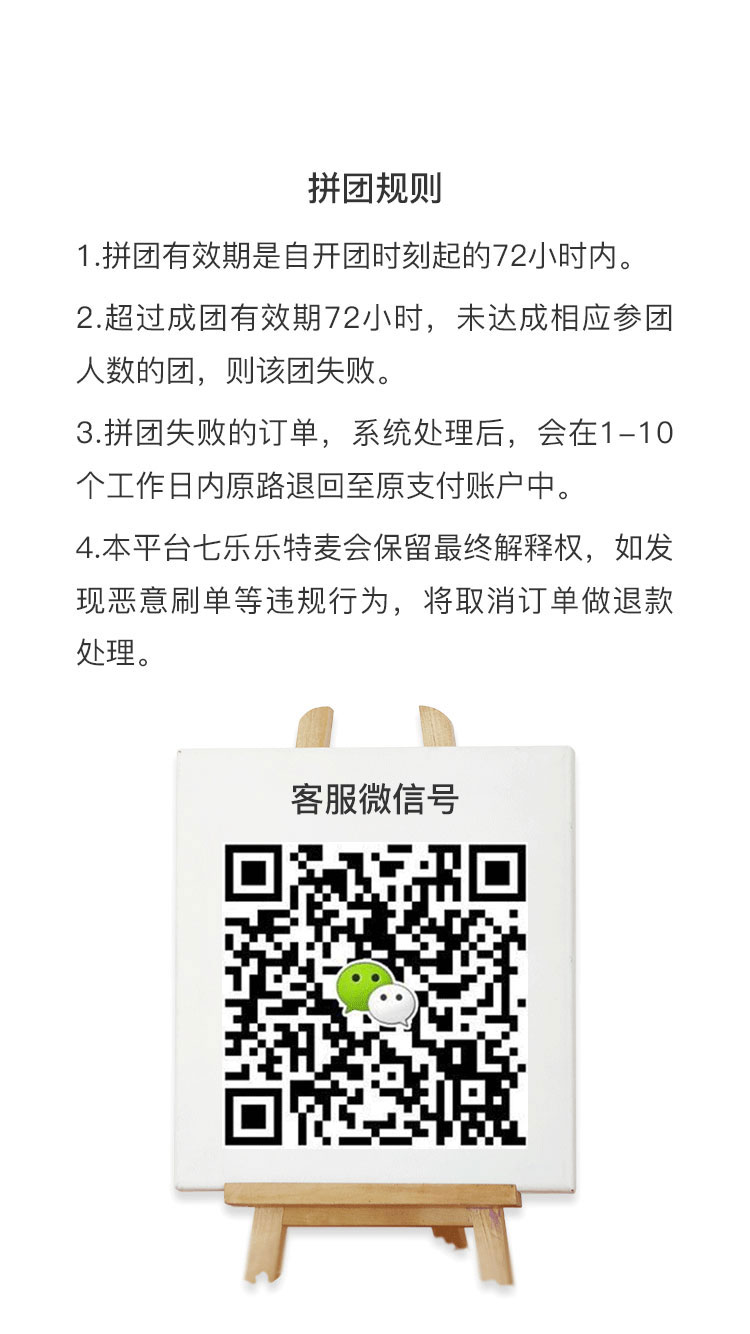 拼团规则
1.拼团有效期是自开团时刻起的72小时内。
2.超过成团有效期72小时，未达成相应参团
人数的团，则该团失败。
3.拼团失败的订单，系统处理后，会在1-10
个工作日内原路退回至原支付账户中。
4.本平台七乐乐特麦会保留最终解释权，如发
现恶意刷单等违规行为，将取消订单做退款
处理。
客服微信号